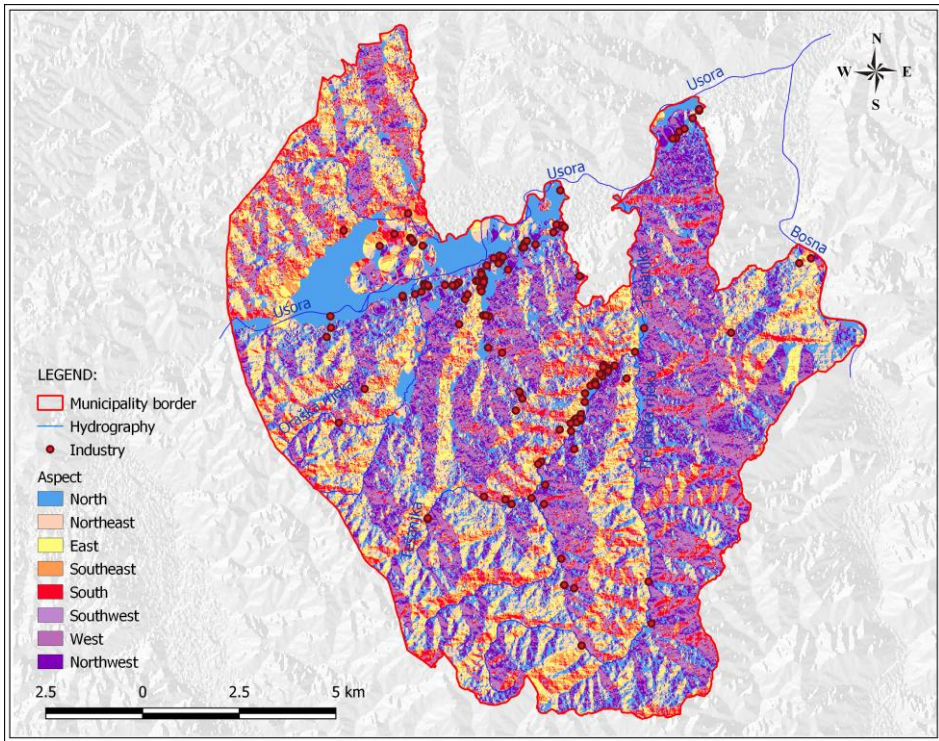 N
W E
S
Usora
Usora
Bosna
Usora
LEGEND:
Municipality border
Hydrography
Industry
Aspect
North
Northeast
East
Southeast
South
Southwest
West
Northwest
2.5 0 2.5 5 km